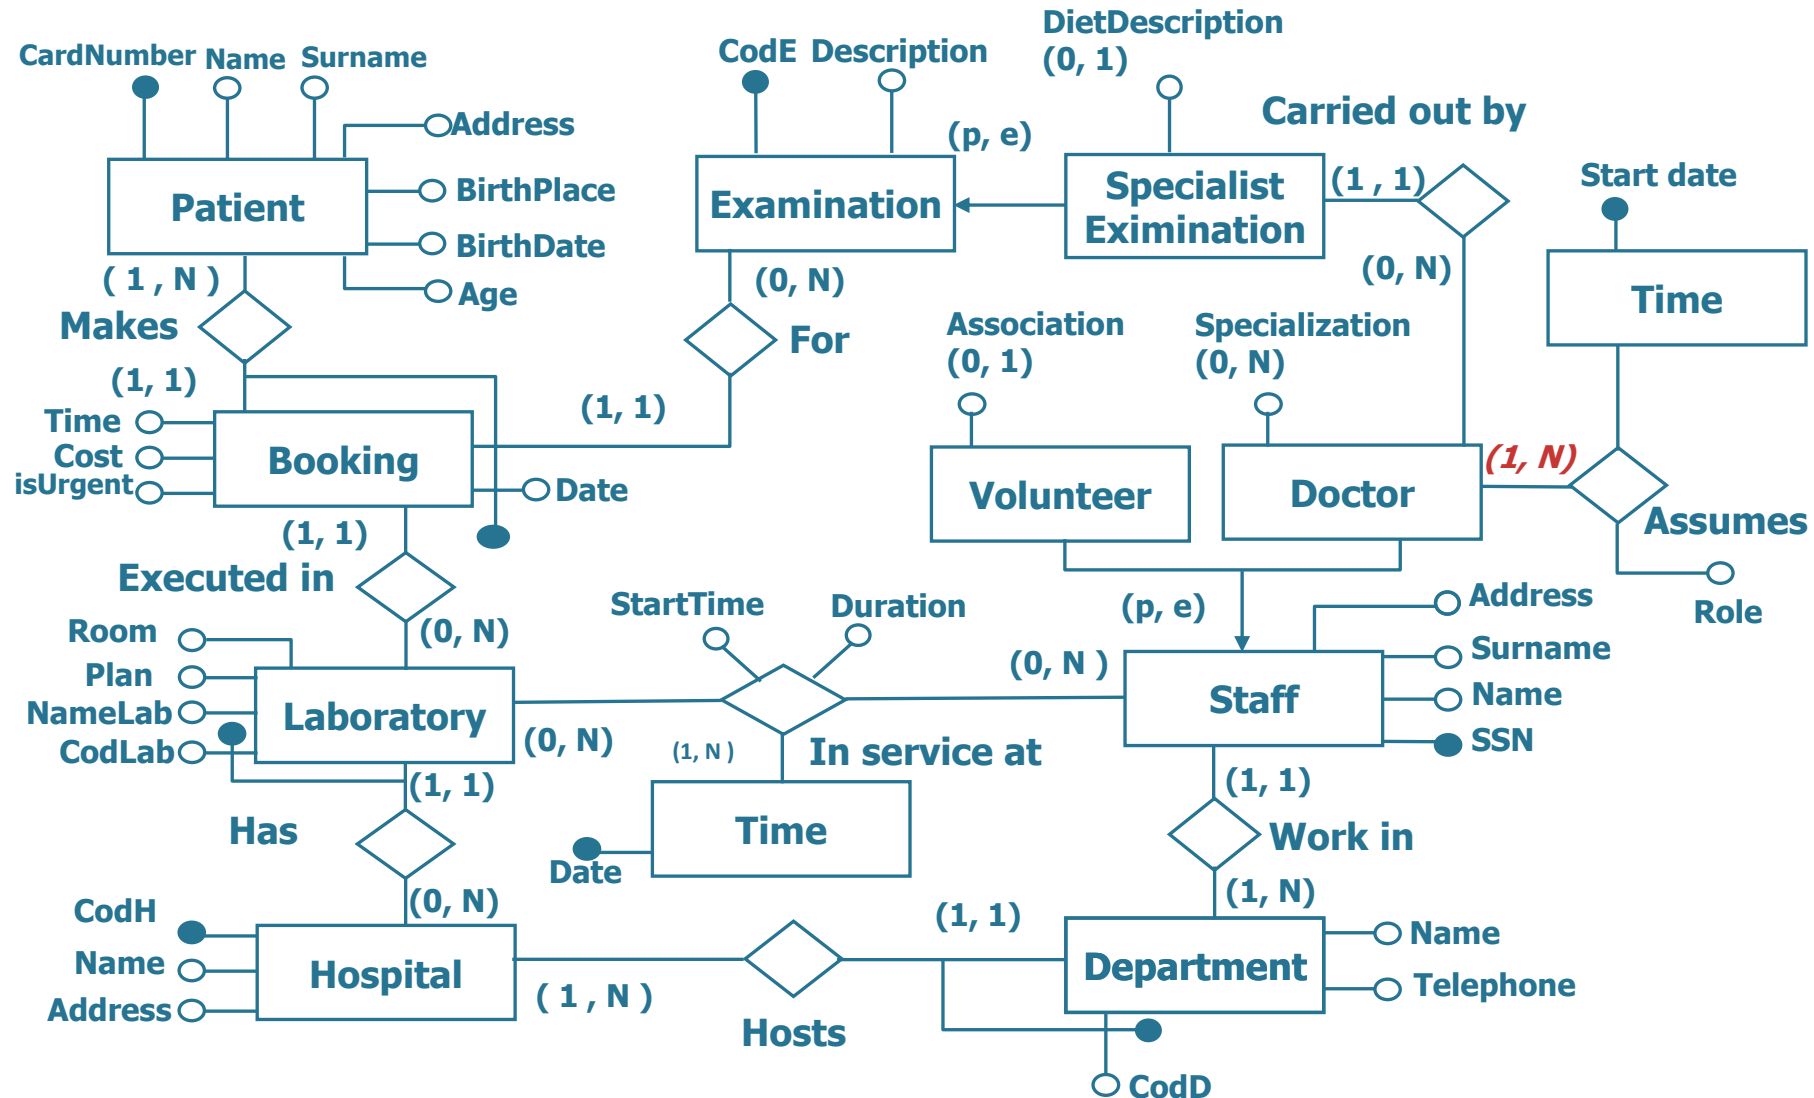 DietDescription
(0, 1)
CardNumber Name Surname
CodE Description
Carried out by
Address
(p, e)
Start date
Patient
BirthPlace
Examination
Specialist
Eximination
(1 , 1)
BirthDate
( 1 , N )
Age
(0, N)
(0, N)
Time
Makes
For
Association
(0, 1)
Specialization
(0, N)
(1, 1)
(1, 1)
Time
Cost
isUrgent
Booking
Date
Volunteer
Doctor
(1, N)
Assumes
(1, 1)
Executed in
StartTime
Duration
(p, e)
Address
Role
Room
(0, N)
Plan
(0, N )
Surname
NameLab
Laboratory
Staff
Name
CodLab
(0, N)
(1, N )
In service at
SSN
(1, 1)
(1, 1)
Has
Time
Work in
Date
(0, N)
(1, N)
CodH
(1, 1)
Name
Name
Hospital
Department
Address
( 1 , N )
Telephone
Hosts
CodD